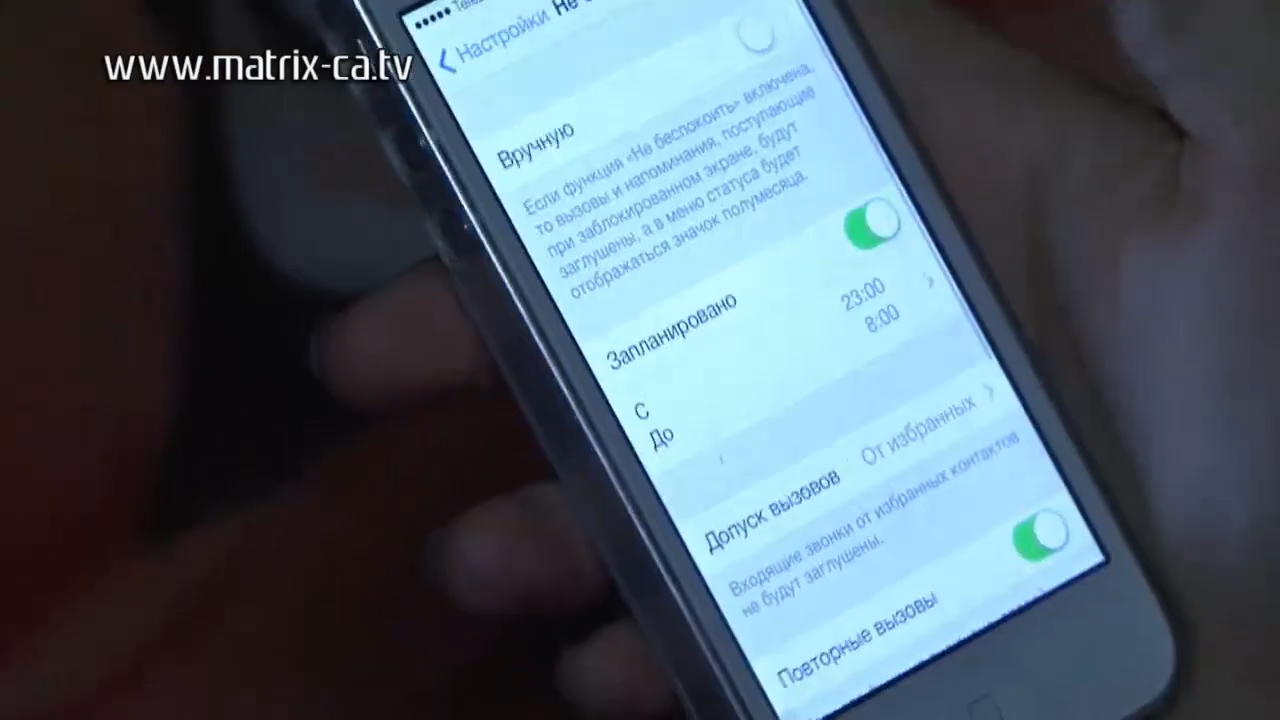 www.matrix-ca.tv
Настройки Не
Вручную
Если функция «Не беспокоить» включена,
то вызовы и напоминания, поступающие
при заблокированном экране, будут
заглушены, а в меню статуса будет
отображаться значок полумесяца.
Запланировано
С 23:00
До 8:00
Допуск вызовов От избранных
Входящие звонки от избранных контактов
не будут заглушены.
Повторные вызовы